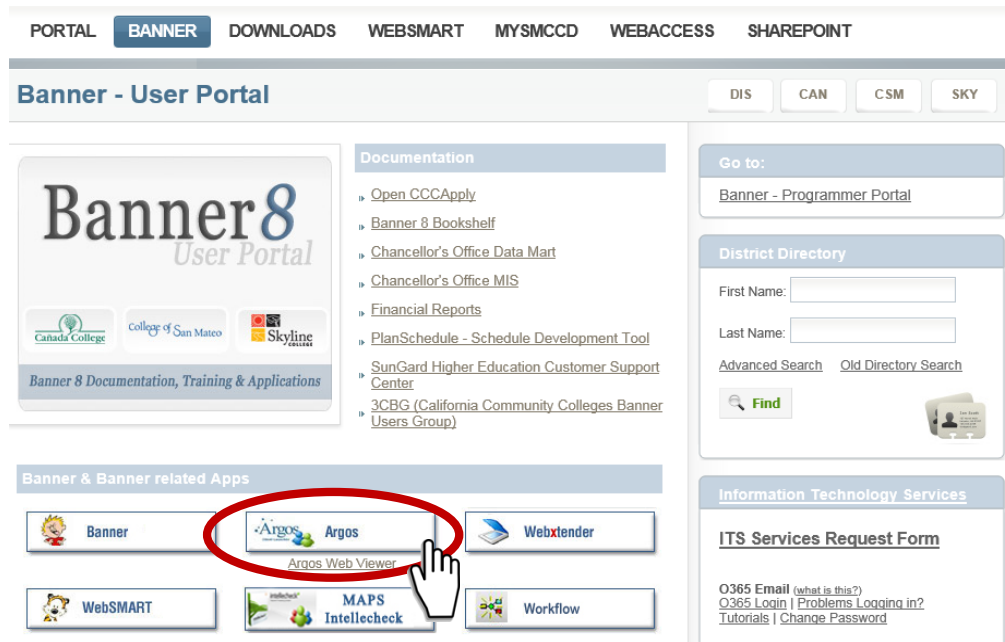 PORTAL BANNER DOWNLOADS WEBSMART MYSMCCD WEBACCESS SHAREPOINT
Banner - User Portal
DIS CAN CSM SKY
Banner8
User Portal
Cañada College College of San Mateo Skyline
COLLEGE
Banner 8 Documentation, Training & Applications
Documentation
Open CCCApply
Banner 8 Bookshelf
Chancellor's Office Data Mart
Chancellor's Office MIS
Financial Reports
PlanSchedule - Schedule Development Tool
SunGard Higher Education Customer Support
Center
3CBG (California Community Colleges Banner
Users Group)
Go to:
Banner - Programmer Portal
District Directory
First Name:
Last Name:
Advanced Search Old Directory Search
Find
Banner & Banner related Apps
Banner
Argos Argos
Webxtender
Argos Web Viewer
WebSMART
intellecheck
MAPS
Intellecheck
Workflow
Information Technology Services
ITS Services Request Form
O365 Email (what is this?)
O365 Login | Problems Logging in?
Tutorials | Change Password